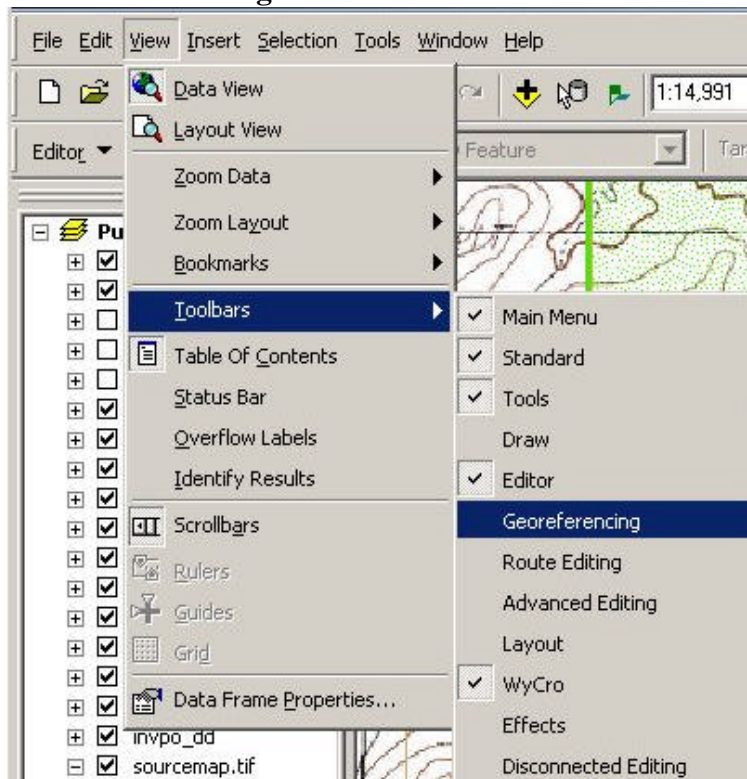 File Edit View Insert Selection Tools Window Help
1:14,991
Editor
Feature
Data View
Layout View
Zoom Data
Zoom Layout
Bookmarks
Toolbars
Table Of Contents
Status Bar
Overflow Labels
Identify Results
Scrollbars
Rulers
Guides
Grid
Data Frame Properties...
Main Menu
Standard
Tools
Draw
Editor
Georeferencing
Route Editing
Advanced Editing
Layout
WyCro
Effects
Disconnected Editing
invpo_dd
sourcemap.tif